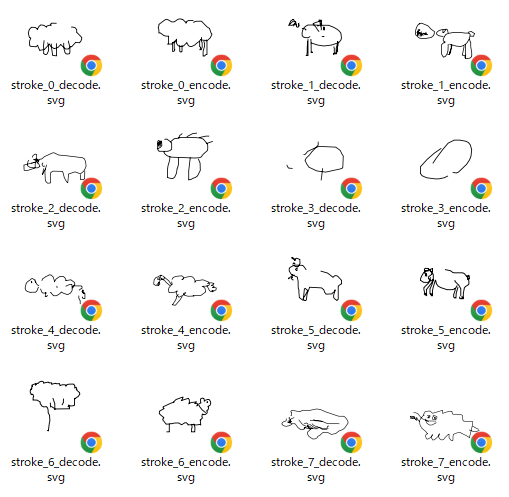 stroke_0_decode.svg
stroke_0_encode.svg
stroke_1_decode.svg
stroke_1_encode.svg
stroke_2_decode.svg
stroke_2_encode.svg
stroke_3_decode.svg
stroke_3_encode.svg
stroke_4_decode.svg
stroke_4_encode.svg
stroke_5_decode.svg
stroke_5_encode.svg
stroke_6_decode.svg
stroke_6_encode.svg
stroke_7_decode.svg
stroke_7_encode.svg